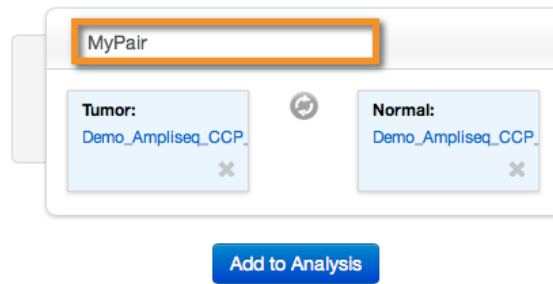 MyPair
Tumor: Normal:
Demo_Ampliseq_CCP_ Demo_Ampliseq_CCP_
Add to Analysis